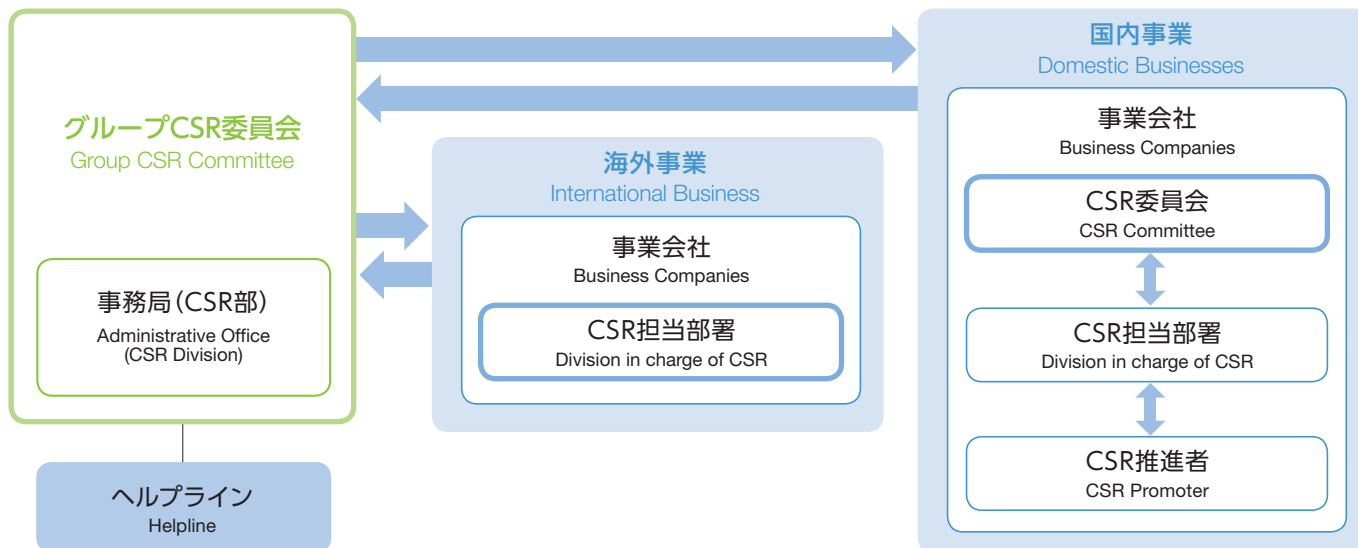 グループCSR委員会
Group CSR Committee
事務局（CSR部）
Administrative Office
(CSR Division)
ヘルプライン
Helpline
海外事業
International Business
事業会社
Business Companies
CSR担当部署
Division in charge of CSR
国内事業
Domestic Businesses
事業会社
Business Companies
CSR委員会
CSR Committee
CSR担当部署
Division in charge of CSR
CSR推進者
CSR Promoter